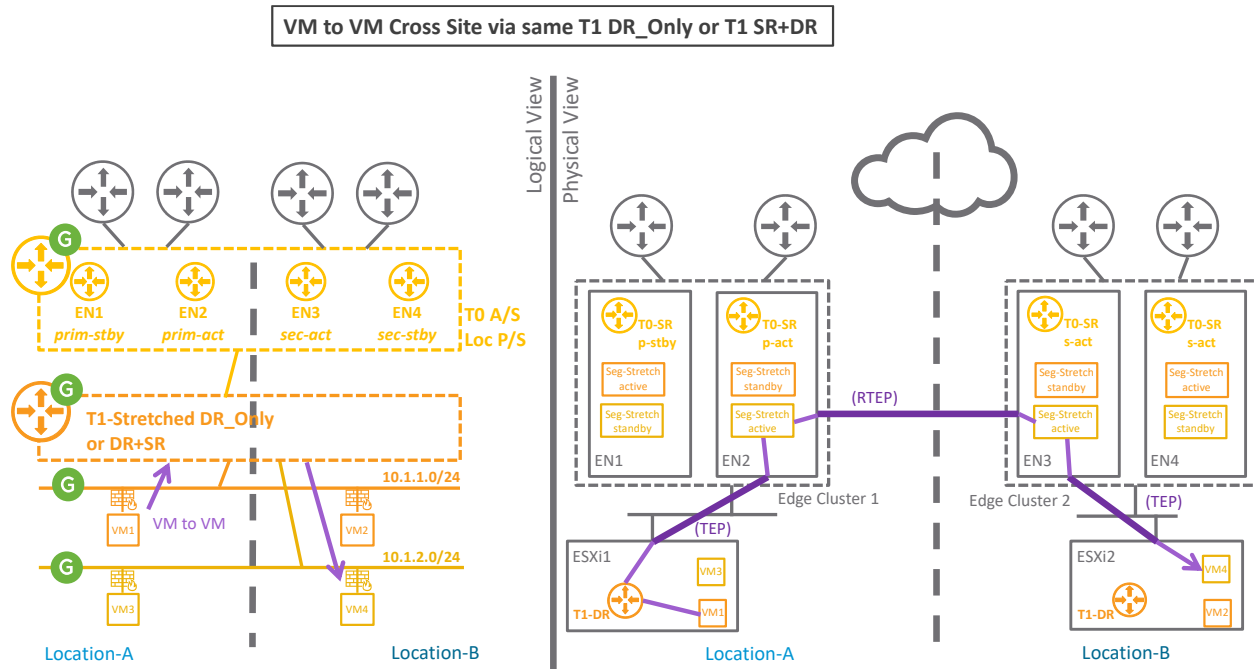 VM to VM Cross Site via same T1 DR_Only or T1 SR+DR
Logical View
Physical View
G
EN1
prim-stby
EN2
prim-act
EN3
sec-act
EN4
sec-stby
T0 A/S
Loc P/S
G
T1-Stretched DR_Only
or DR+SR
G
10.1.1.0/24
VM1
VM to VM
VM2
G
10.1.2.0/24
VM3
VM4
Location-A
Location-B
T0-SR
p-stby
Seg-Stretch
active
Seg-Stretch
standby
EN1
T0-SR
p-act
Seg-Stretch
standby
Seg-Stretch
active
EN2
Edge Cluster 1
(RTEP)
T0-SR
s-act
Seg-Stretch
standby
Seg-Stretch
active
EN3
T0-SR
s-act
Seg-Stretch
active
Seg-Stretch
standby
EN4
Edge Cluster 2
(TEP)
(TEP)
ESXi1
VM3
T1-DR
VM1
ESXi2
VM4
T1-DR
VM2
Location-A
Location-B